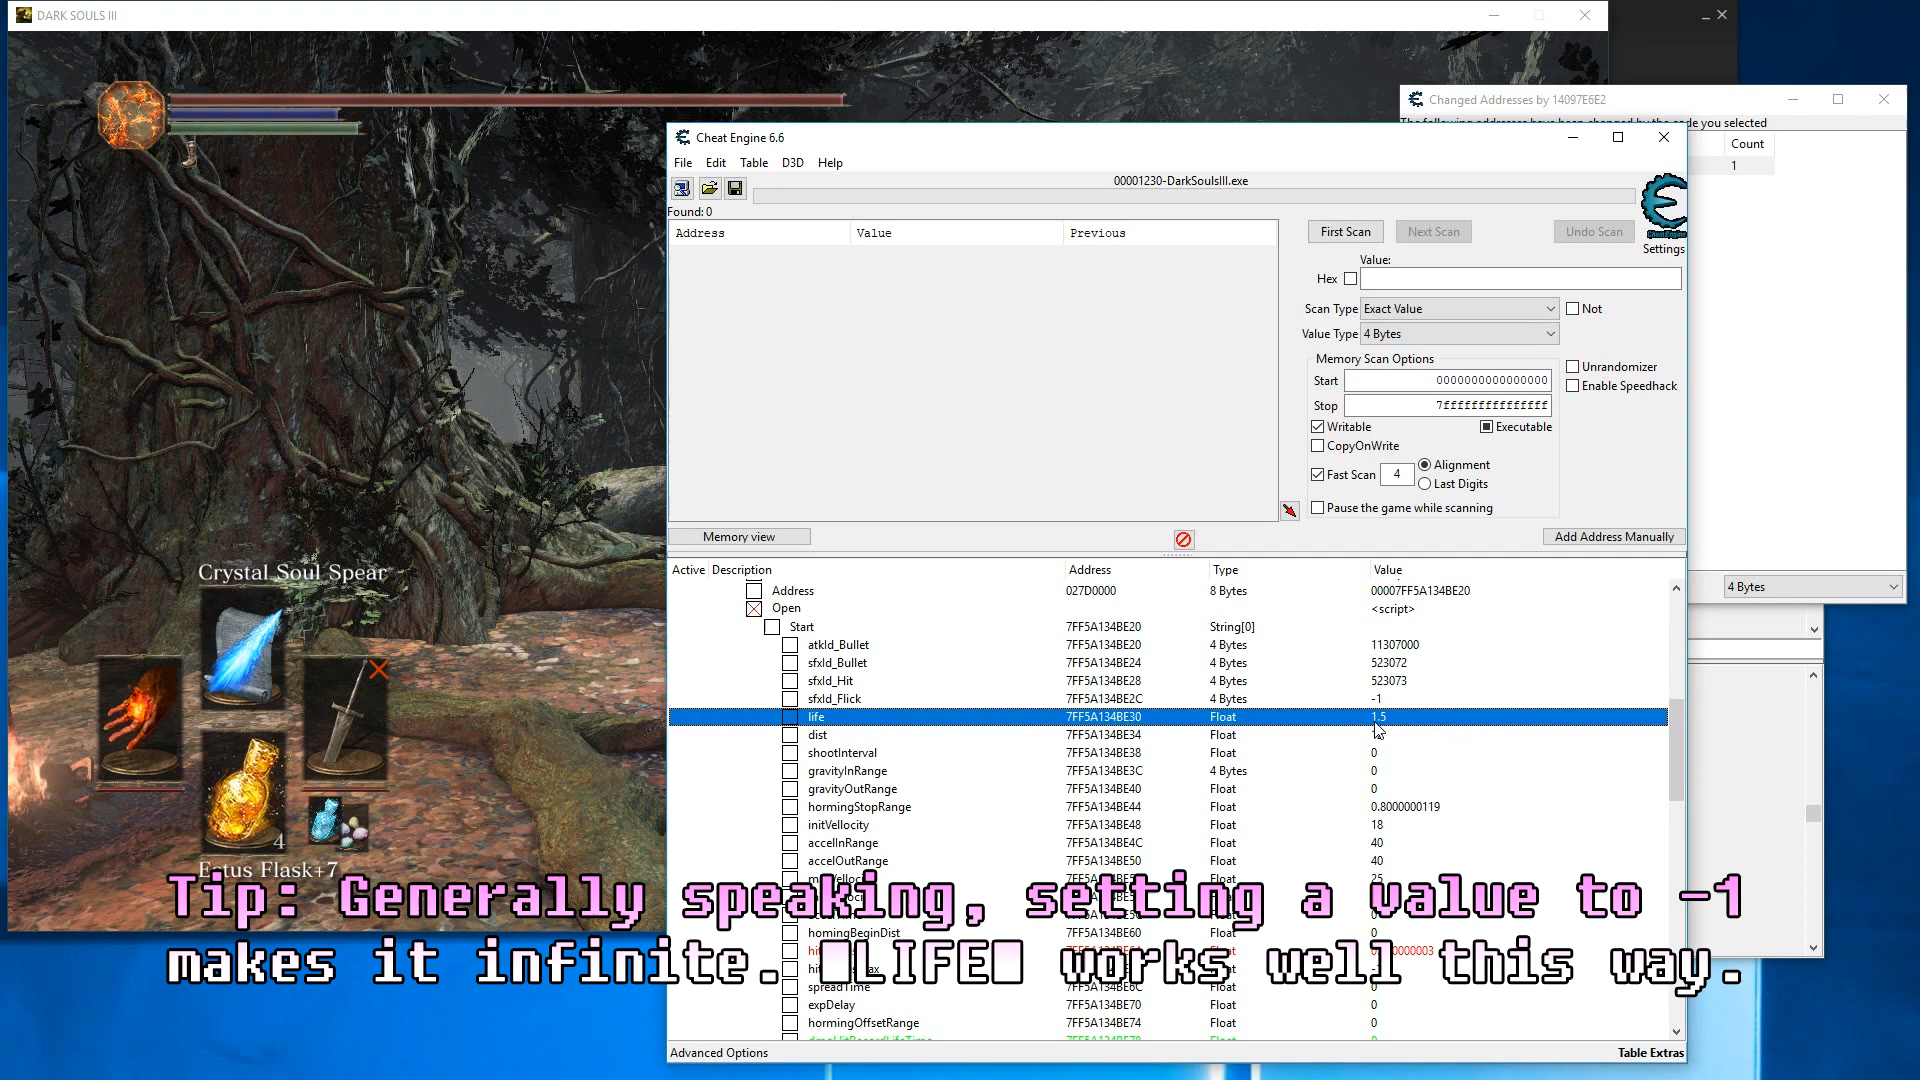 DARK SOULS III
Changed Addresses by 14097E6E2
Count
1
4 Bytes
Cheat Engine 6.6
File Edit Table D3D Help
00001230-DarkSoulsIII.exe
Found: 0
Address Value Previous
First Scan Next Scan Undo Scan
Settings
Value:
Hex
Scan Type Exact Value Not
Value Type 4 Bytes
Memory Scan Options
Start 0000000000000000
Stop 7fffffffffffffff
Unrandomizer
Enable Speedhack
Writable Executable
CopyOnWrite
Fast Scan 4 Alignment
Last Digits
Pause the game while scanning
Memory view Add Address Manually
Active Description Address Type Value
Address 027D0000 8 Bytes 00007FF5A134BE20
Open <script>
Start 7FF5A134BE20 String[0]
atkId_Bullet 7FF5A134BE20 4 Bytes 11307000
sfxId_Bullet 7FF5A134BE24 4 Bytes 523072
sfxId_Hit 7FF5A134BE28 4 Bytes 523073
sfxId_Flick 7FF5A134BE2C 4 Bytes -1
life 7FF5A134BE30 Float 1.5
dist 7FF5A134BE34 Float
shootInterval 7FF5A134BE38 Float 0
gravityInRange 7FF5A134BE3C 4 Bytes 0
gravityOutRange 7FF5A134BE40 Float 0
hormingStopRange 7FF5A134BE44 Float 0.8000000119
initVellocity 7FF5A134BE48 Float 18
accelInRange 7FF5A134BE4C Float 40
accelOutRange 7FF5A134BE50 Float 40
25
homingBeginDist 7FF5A134BE60 Float 0
spreadTime 7FF5A134BE6C Float 0
expDelay 7FF5A134BE70 Float 0
hormingOffsetRange 7FF5A134BE74 Float 0
Advanced Options Table Extras
Crystal Soul Spear
4
Estus Flask+7
Tip: Generally speaking, setting a value to -1
makes it infinite. LIFE works well this way.